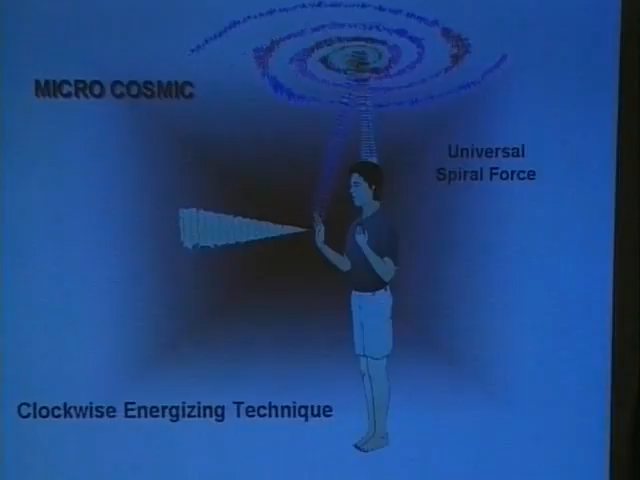 MICRO COSMIC
Universal
Spiral Force
Clockwise Energizing Technique